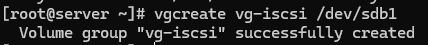 [root@server ~]# vgcreate vg-iscsi /dev/sdb1
  Volume group "vg-iscsi" successfully created